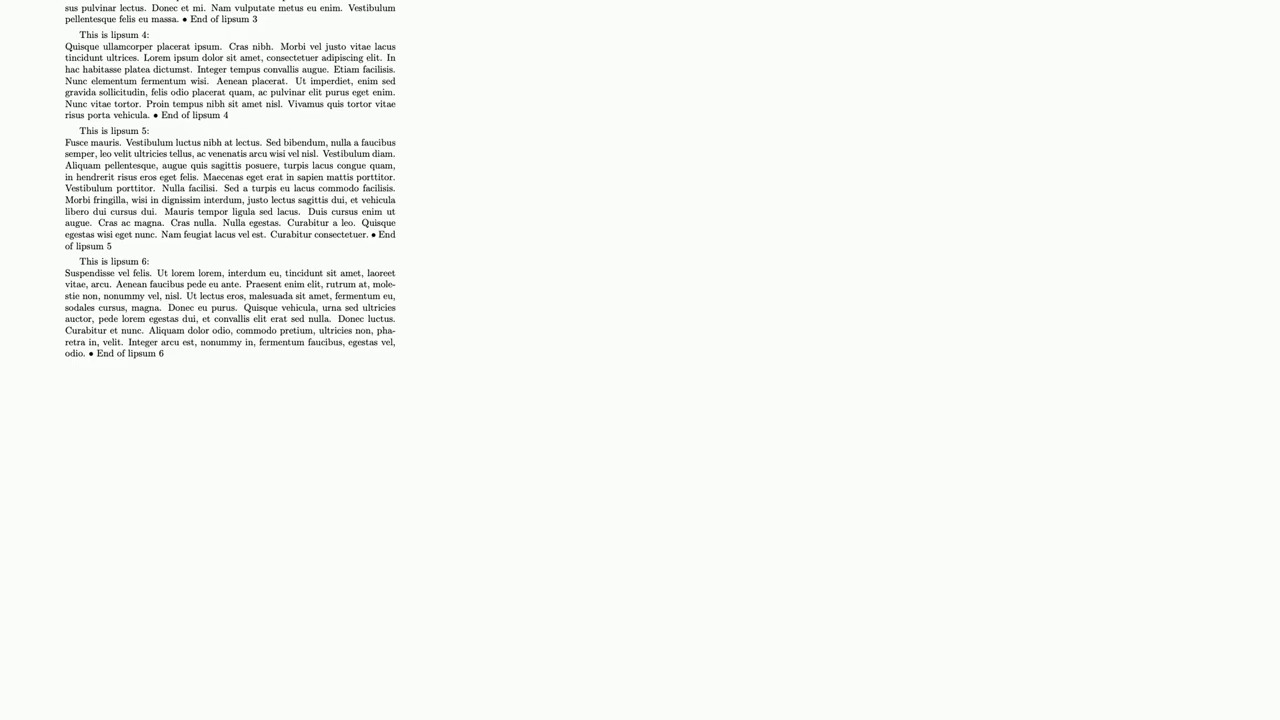 sus pulvinar lectus. Donec et mi. Nam vulputate metus eu enim. Vestibulum
pellentesque felis eu massa. • End of lipsum 3
This is lipsum 4:
Quisque ullamcorper placerat ipsum. Cras nibh. Morbi vel justo vitae lacus
tincidunt ultrices. Lorem ipsum dolor sit amet, consectetuer adipiscing elit. In
hac habitasse platea dictumst. Integer tempus convallis augue. Etiam facilisis.
Nunc elementum fermentum wisi. Aenean placerat. Ut imperdiet, enim sed
gravida sollicitudin, felis odio placerat quam, ac pulvinar elit purus eget enim.
Nunc vitae tortor. Proin tempus nibh sit amet nisl. Vivamus quis tortor vitae
risus porta vehicula. • End of lipsum 4
This is lipsum 5:
Fusce mauris. Vestibulum luctus nibh at lectus. Sed bibendum, nulla a faucibus
semper, leo velit ultricies tellus, ac venenatis arcu wisi vel nisl. Vestibulum diam.
Aliquam pellentesque, augue quis sagittis posuere, turpis lacus congue quam,
in hendrerit risus eros eget felis. Maecenas eget erat in sapien mattis porttitor.
Vestibulum porttitor. Nulla facilisi. Sed a turpis eu lacus commodo facilisis.
Morbi fringilla, wisi in dignissim interdum, justo lectus sagittis dui, et vehicula
libero dui cursus dui. Mauris tempor ligula sed lacus. Duis cursus enim ut
augue. Cras ac magna. Cras nulla. Nulla egestas. Curabitur a leo. Quisque
egestas wisi eget nunc. Nam feugiat lacus vel est. Curabitur consectetuer. • End
of lipsum 5
This is lipsum 6:
Suspendisse vel felis. Ut lorem lorem, interdum eu, tincidunt sit amet, laoreet
vitae, arcu. Aenean faucibus pede eu ante. Praesent enim elit, rutrum at, mole-
stie non, nonummy vel, nisl. Ut lectus eros, malesuada sit amet, fermentum eu,
sodales cursus, magna. Donec eu purus. Quisque vehicula, urna sed ultricies
auctor, pede lorem egestas dui, et convallis elit erat sed nulla. Donec luctus.
Curabitur et nunc. Aliquam dolor odio, commodo pretium, ultricies non, pha-
retra in, velit. Integer arcu est, nonummy in, fermentum faucibus, egestas vel,
odio. • End of lipsum 6